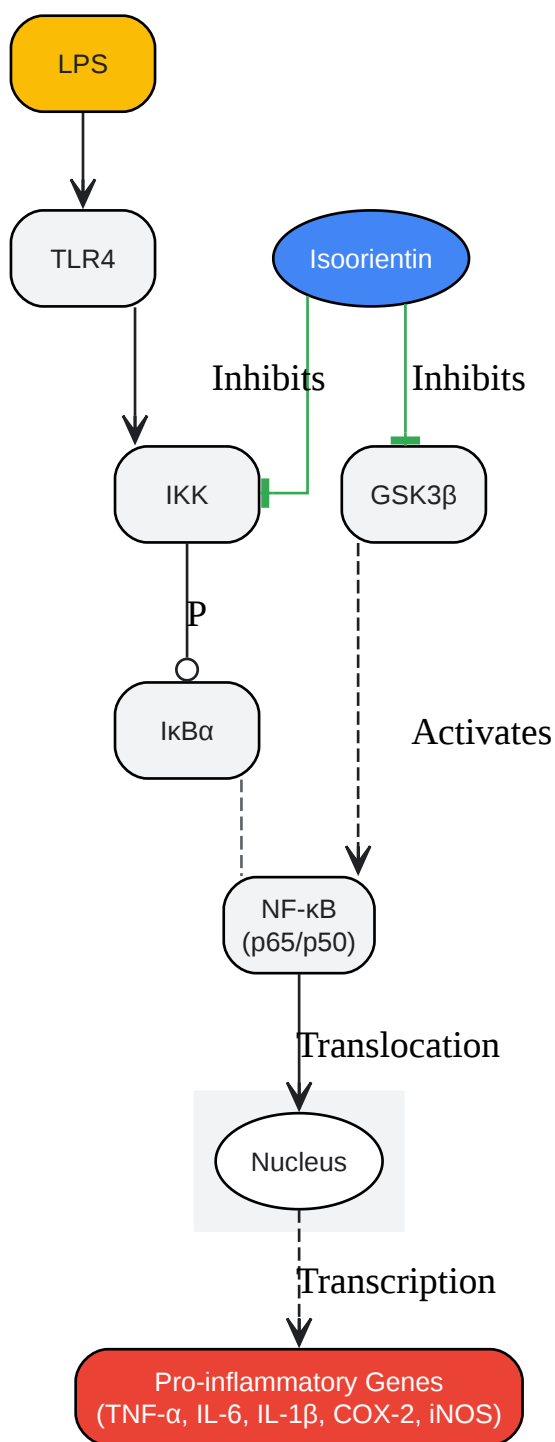 LPS
TLR4
Isoorientin
Inhibits
Inhibits
IKK
GSK3β
P
IκBα
Activates
NF-κB
(p65/p50)
Translocation
Nucleus
Transcription
Pro-inflammatory Genes
(TNF-α, IL-6, IL-1β, COX-2, iNOS)